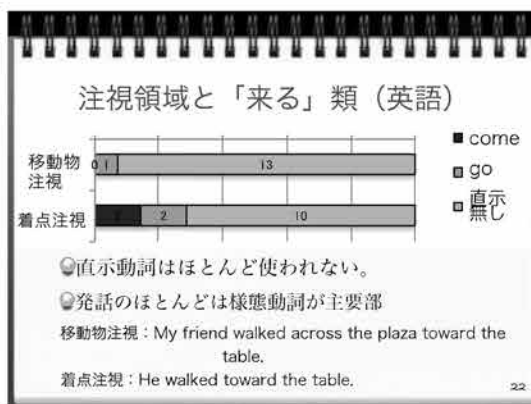 注視領域と「来る」類（英語）
移動物
注視
0 1 13
着点注視
2 10
come
go
直示
無し
直示動詞はほとんど使われない。
発話のほとんどは様態動詞が主要部
移動物注視：My friend walked across the plaza toward the
table.
着点注視：He walked toward the table.
22